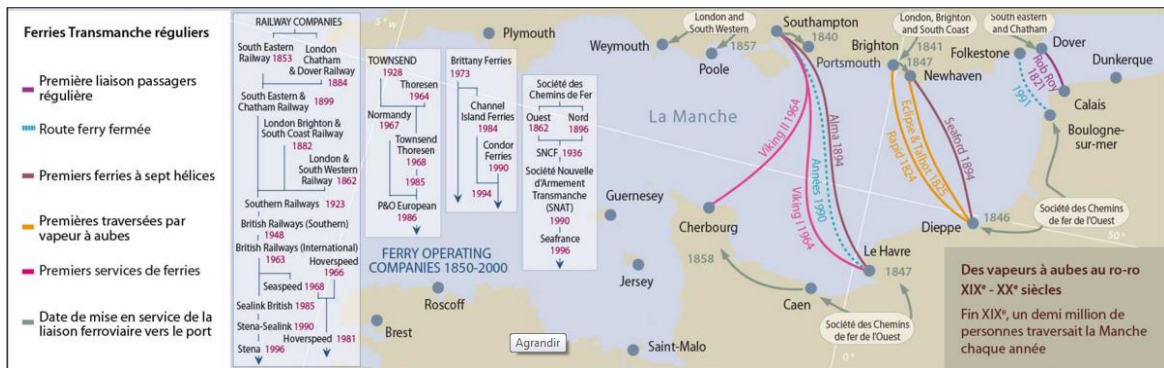 Ferries Transmanche réguliers
Première liaison passagers
régulière
Route ferry fermée
Premiers ferries à sept hélices
Premières traversées par
vapeur à aubes
Premiers services de ferries
Date de mise en service de la
liaison ferroviaire vers le port
RAILWAY COMPANIES
South Eastern
Railway 1853
London
Chatham
& Dover Railway
1884
South Eastern &
Chatham Railway
1899
London Brighton &
South Coast Railway
1882
London &
South Western
Railway 1862
Southern Railways 1923
British Railways (Southern)
1948
British Railways (International)
1963
Hoverspeed
1966
Seaspeed 1968
Sealink British 1985
Stena-Sealink 1990
Hoverspeed 1981
Stena 1996
TOWNSEND
1928
Thoresen
1964
Normandy
1967
Townsend
Thoresen
1968
1985
P&O European
1986
Brittany Ferries
1973
Channel
Island Ferries
1984
Condor
Ferries
1990
1994
Société des
Chemins de Fer
Ouest
1862
Nord
1896
SNCF 1936
Société Nouvelle
d'Armement
Transmanche
(SNAT)
1990
Seafrance
1996
FERRY OPERATING
COMPANIES 1850-2000
5° W
Plymouth
Weymouth
London and
South Western
1857
Poole
Southampton
1840
Portsmouth
London, Brighton
and South Coast
Brighton
1841
1847
Newhaven
South eastern
and Chatham
Folkestone
Dover
Rob Roy
1821
1991
Dunkerque
Calais
Boulogne-
sur-mer
La Manche
Viking II 1964
Alma 1894
Années 1990
Viking I 1964
Eclipse & Talbot 1825
Rapid 1824
Seaford 1894
Guernesey
Cherbourg
1858
Dieppe
1846
Société des Chemins
de fer de l'Ouest
50°
Le Havre
1847
Jersey
Caen
Société des Chemins
de fer de l'Ouest
0°
Roscoff
Brest
Saint-Malo
Agrandir
Des vapeurs à aubes au ro-ro
XIXe - XXe siècles
Fin XIXe, un demi million de
personnes traversait la Manche
chaque année